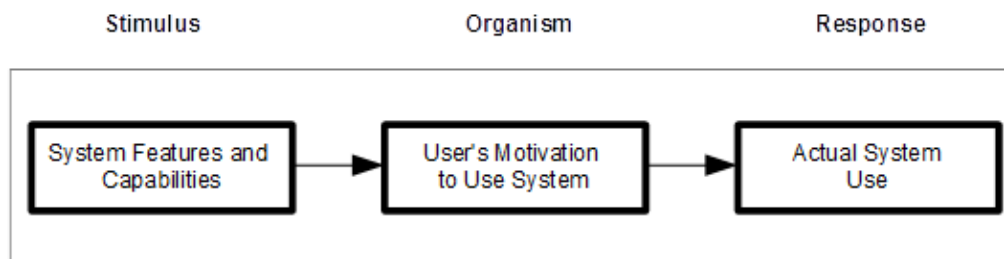 Stimulus
Organism
Response
System Features and
Capabilities
User's Motivation
to Use System
Actual System
Use